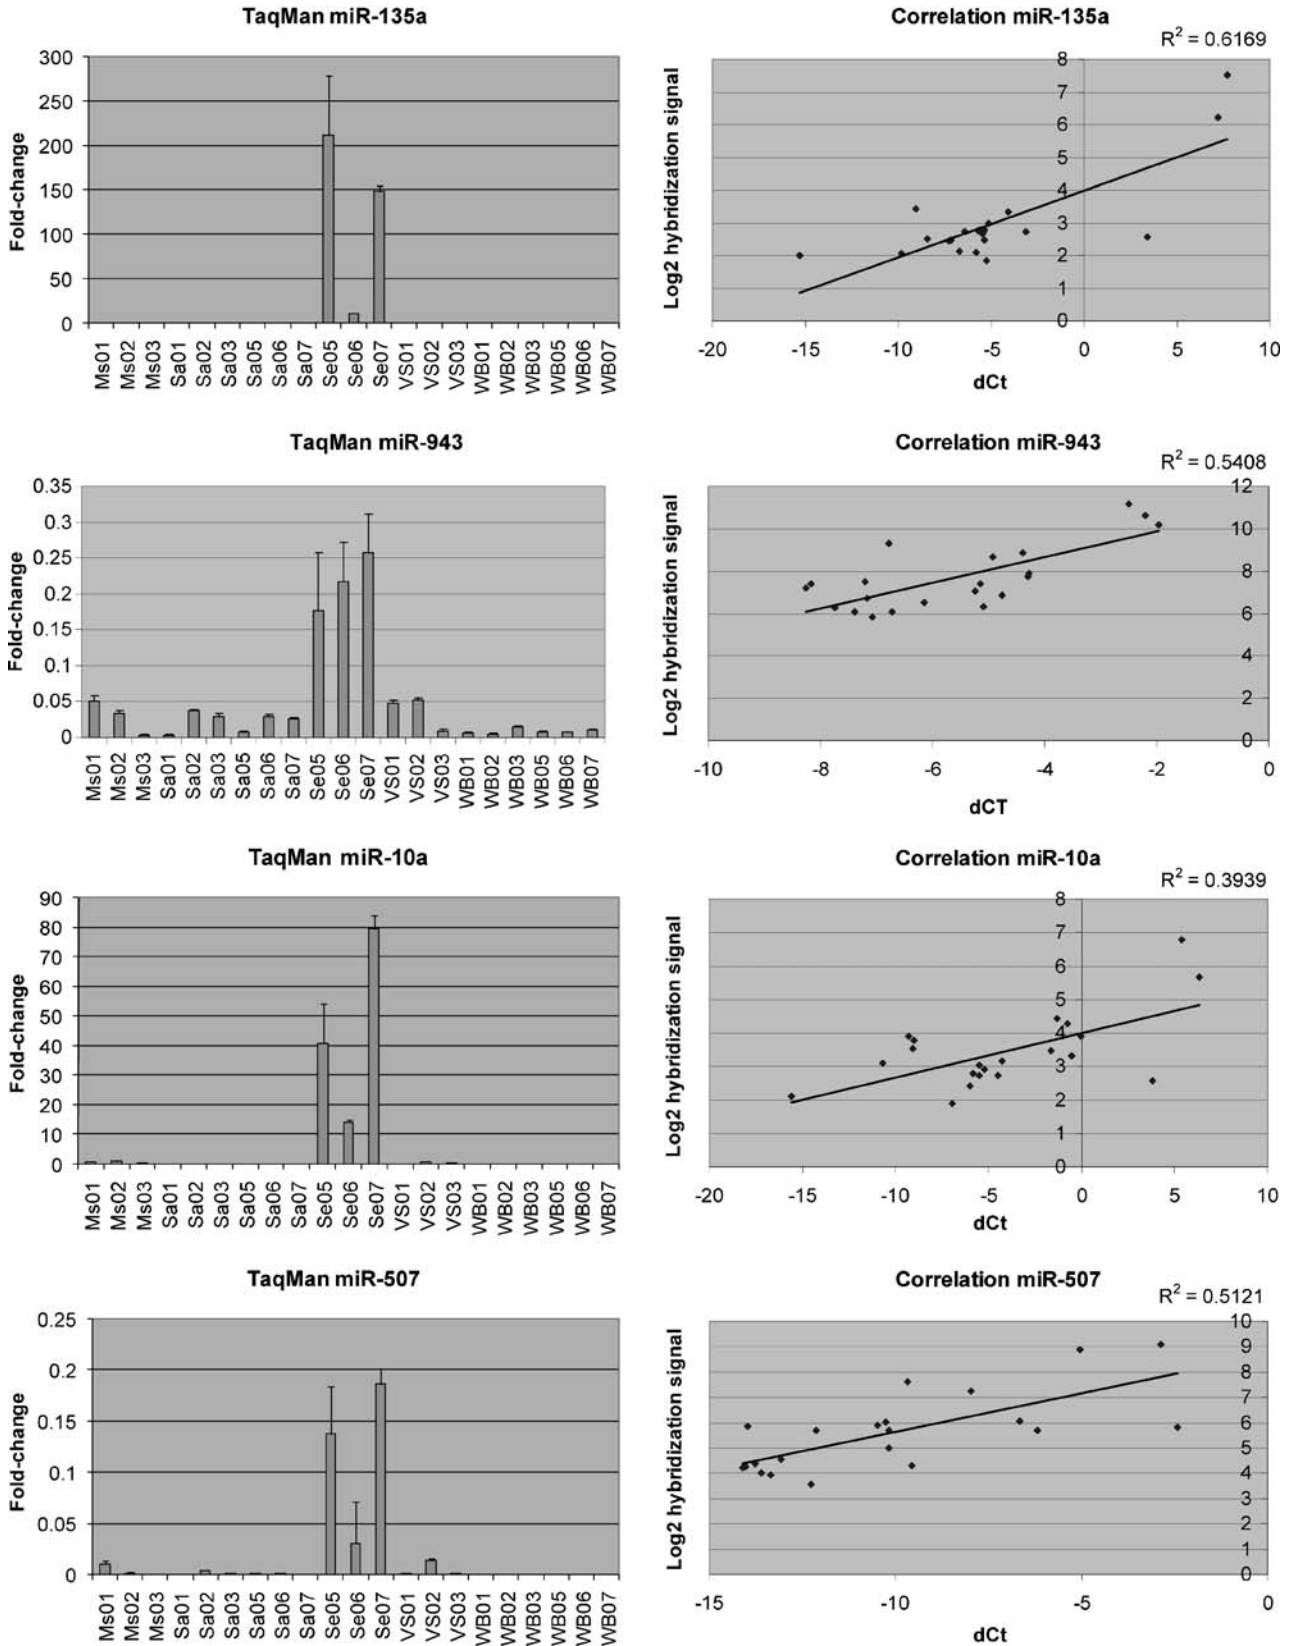 TaqMan miR-135a
Fold-change
300
250
200
150
100
50
0
Ms01 Ms02 Ms03 Sa01 Sa02 Sa03 Sa05 Sa06 Sa07 Se05 Se06 Se07 VS01 VS02 VS03 WB01 WB02 WB03 WB05 WB06 WB07
Correlation miR-135a
R² = 0.6169
Log2 hybridization signal
8
7
6
5
4
3
2
1
0
-20 -15 -10 -5 0 5 10
dCt
TaqMan miR-943
Fold-change
0.35
0.3
0.25
0.2
0.15
0.1
0.05
0
Ms01 Ms02 Ms03 Sa01 Sa02 Sa03 Sa05 Sa06 Sa07 Se05 Se06 Se07 VS01 VS02 VS03 WB01 WB02 WB03 WB05 WB06 WB07
Correlation miR-943
R² = 0.5408
Log2 hybridization signal
12
10
8
6
4
2
0
-10 -8 -6 -4 -2 0
dCT
TaqMan miR-10a
Fold-change
90
80
70
60
50
40
30
20
10
0
Ms01 Ms02 Ms03 Sa01 Sa02 Sa03 Sa05 Sa06 Sa07 Se05 Se06 Se07 VS01 VS02 VS03 WB01 WB02 WB03 WB05 WB06 WB07
Correlation miR-10a
R² = 0.3939
Log2 hybridization signal
8
7
6
5
4
3
2
1
0
-20 -15 -10 -5 0 5 10
dCt
TaqMan miR-507
Fold-change
0.25
0.2
0.15
0.1
0.05
0
Ms01 Ms02 Ms03 Sa01 Sa02 Sa03 Sa05 Sa06 Sa07 Se05 Se06 Se07 VS01 VS02 VS03 WB01 WB02 WB03 WB05 WB06 WB07
Correlation miR-507
R² = 0.5121
Log2 hybridization signal
10
9
8
7
6
5
4
3
2
1
0
-15 -10 -5 0
dCt